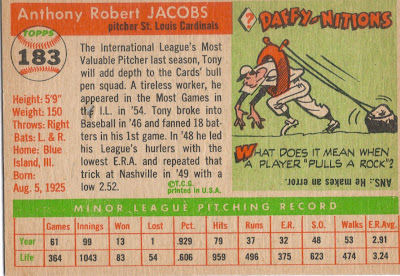 Anthony Robert JACOBS
pitcher St. Louis Cardinals
TOPPS
183
Height: 5'9"
Weight: 150
Throws: Right
Bats: L. & R.
Home: Blue
Island, Ill.
Born:
Aug. 5, 1925
The International League's Most
Valuable Pitcher last season, Tony
will add depth to the Cards' bull
pen squad. A tireless worker, he
appeared in the Most Games in
the I.L. in '54. Tony broke into
Baseball in '46 and fanned 18 bat-
ters in his 1st game. In '48 he led
his League's hurlers with the
lowest E.R.A. and repeated that
trick at Nashville in '49 with a
low 2.52.
©T.C.G.
printed in U.S.A.
? DAFFY-NITIONS
WHAT DOES IT MEAN WHEN
A PLAYER "PULLS A ROCK"?
ANS.. He makes an error.
MINOR LEAGUE PITCHING RECORD
Games Innings Won Lost Pct. Hits Runs E.R. S.O. Walks E.R.Avg.
Year 61 99 13 1 .929 79 37 32 48 53 2.91
Life 364 1043 83 54 .606 959 496 375 623 474 3.24